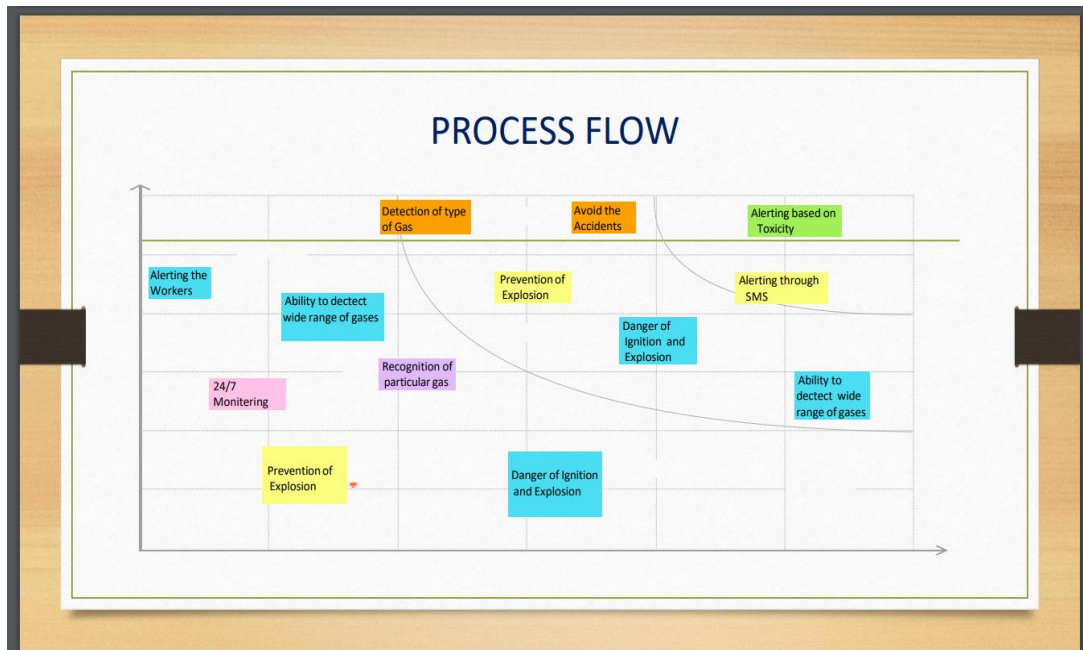 PROCESS FLOW
Detection of type
of Gas
Avoid the
Accidents
Alerting based on
Toxicity
Alerting the
Workers
Ability to dectect
wide range of gases
Prevention of
Explosion
Alerting through
SMS
Danger of
Ignition and
Explosion
Recognition of
particular gas
24/7
Monitering
Ability to
dectect wide
range of gases
Prevention of
Explosion
Danger of Ignition
and Explosion